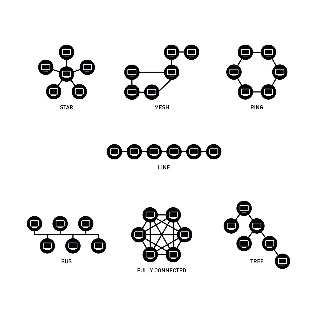 STAR
MESH
RING
LINE
BUS
FULLY CONNECTED
TREE